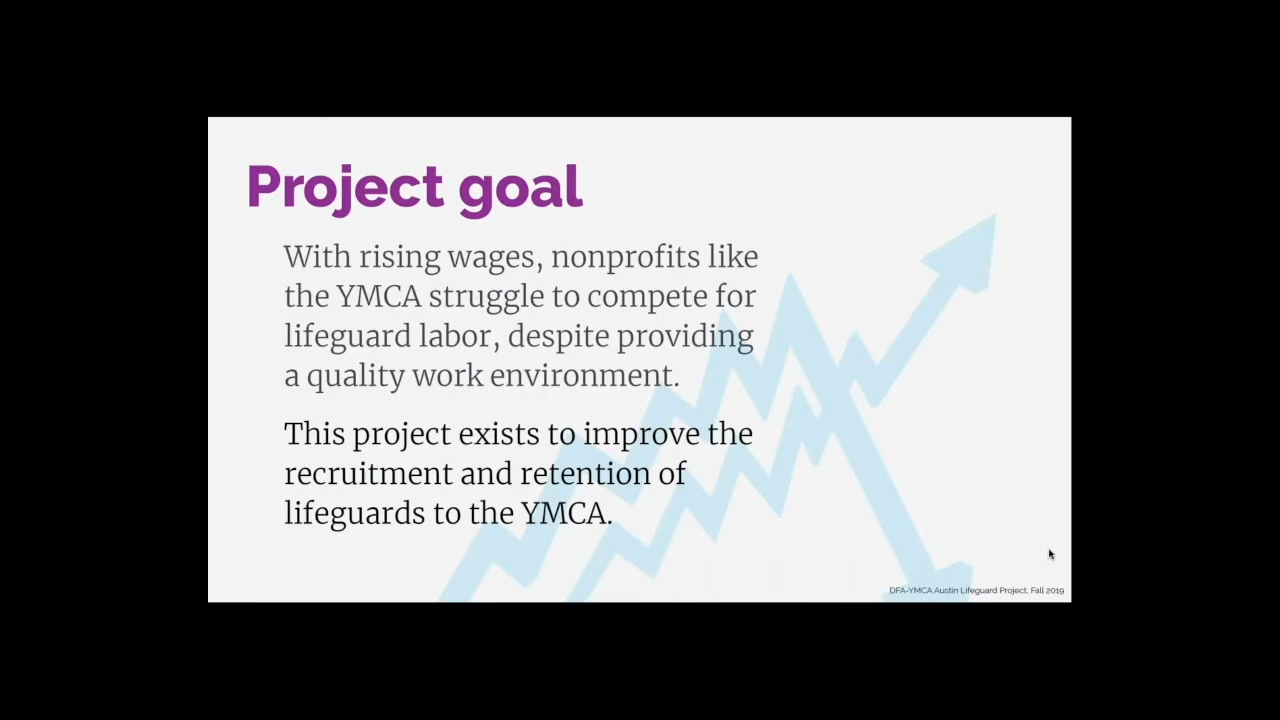 Project goal
With rising wages, nonprofits like
the YMCA struggle to compete for
lifeguard labor, despite providing
a quality work environment.
This project exists to improve the
recruitment and retention of
lifeguards to the YMCA.
DFA-YMCA Austin Lifeguard Project, Fall 2019